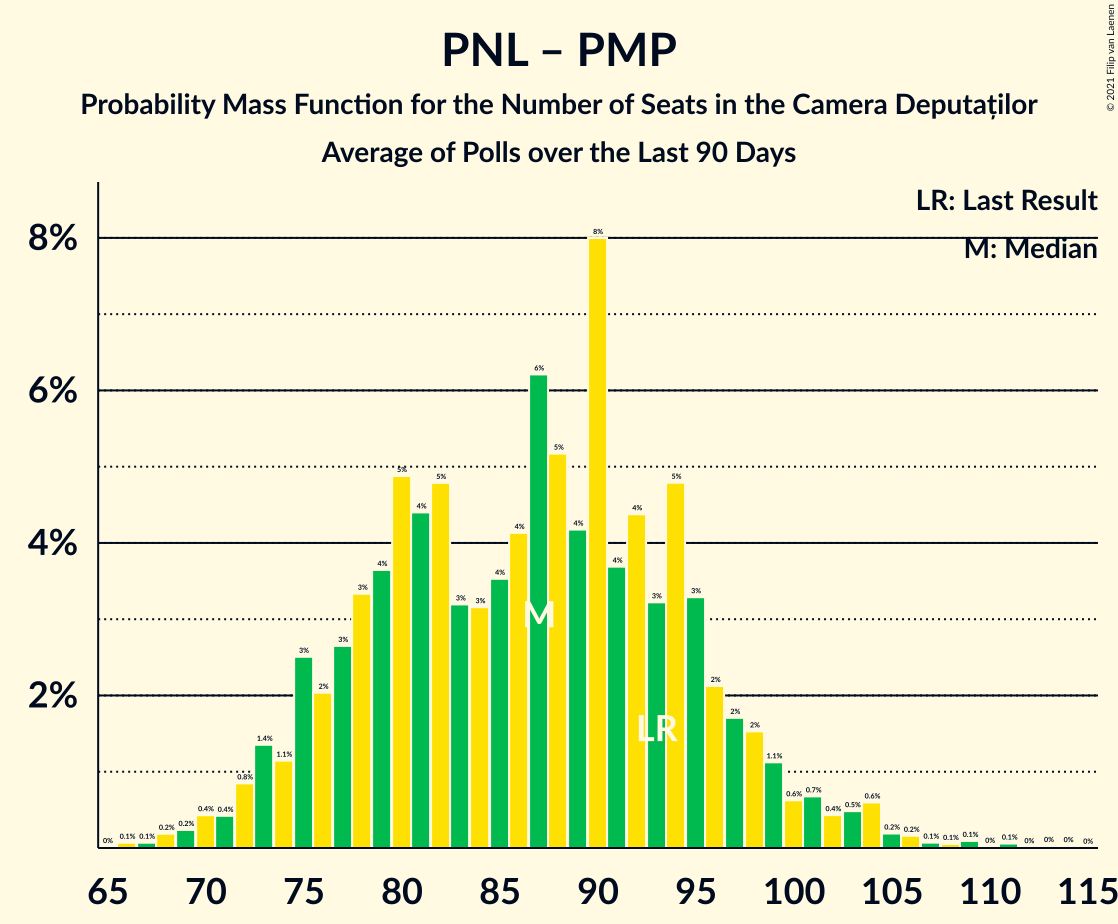 PNL – PMP
Probability Mass Function for the Number of Seats in the Camera Deputaților
Average of Polls over the Last 90 Days
© 2021 Filip van Laenen
LR: Last Result
M: Median
8%
6%
4%
2%
0% 0.1% 0.1% 0.2% 0.2% 0.4% 0.4% 0.8% 1.4% 1.1% 3% 2% 3% 3% 4% 5% 4% 5% 3% 3% 4% 4% 6% 5% 4% 8% 4% 4% 3% 5% 3% 2% 2% 2% 1.1% 0.6% 0.7% 0.4% 0.5% 0.6% 0.2% 0.2% 0.1% 0.1% 0.1% 0% 0.1% 0% 0% 0% 0%
M
LR
65 70 75 80 85 90 95 100 105 110 115